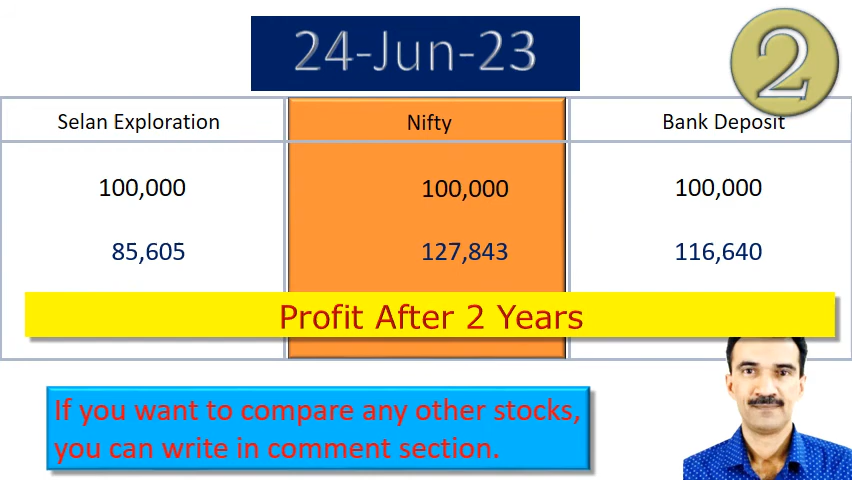 24-Jun-23
2
Selan Exploration Nifty Bank Deposit
100,000 100,000 100,000
85,605 127,843 116,640
Profit After 2 Years
If you want to compare any other stocks,
you can write in comment section.